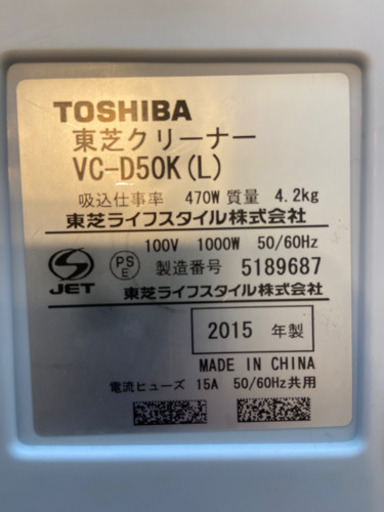 TOSHIBA
東芝クリーナー
VC-D50K(L)
吸込仕事率 470W 質量 4.2kg
東芝ライフスタイル株式会社
100V 1000W 50/60Hz
PS
E
製造番号 5189687
JET
東芝ライフスタイル株式会社
2015 年製
MADE IN CHINA
電流ヒューズ 15A 50/60Hz共用